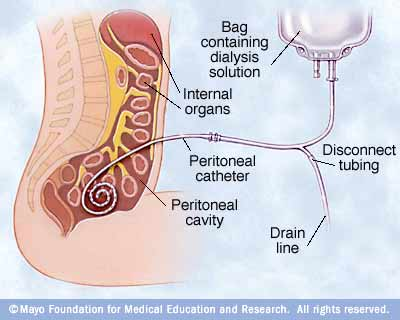 Bag
containing
dialysis
solution
Internal
organs
Disconnect
tubing
Peritoneal
catheter
Peritoneal
cavity
Drain
line
©Mayo Foundation for Medical Education and Research. All rights reserved.